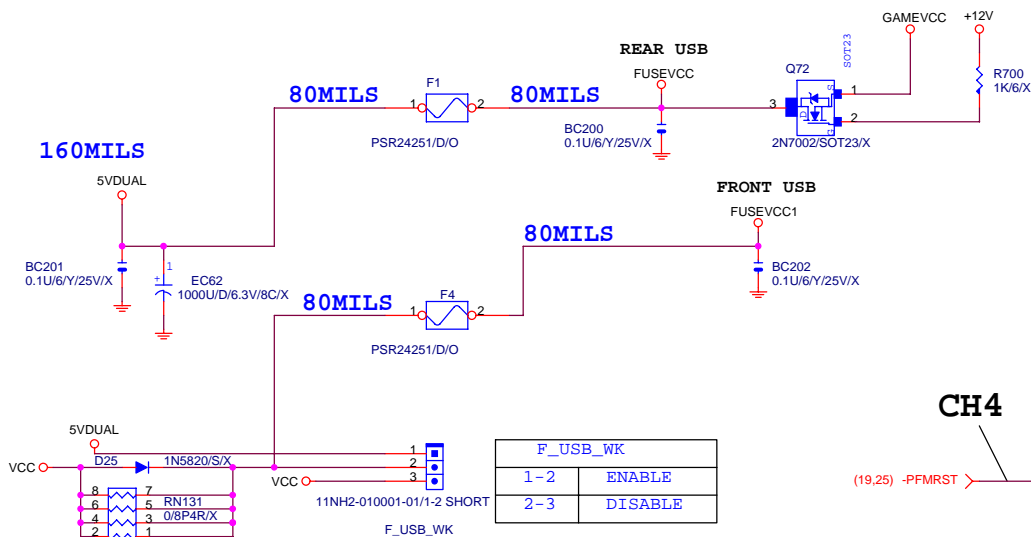 GAMEVCC
+12V
REAR USB
FUSEVCC
Q72
SOT23
R700
1K/6/X
80MILS
F1
80MILS
1
2
3
D
S
G
1
2
PSR24251/D/O
BC200
0.1U/6/Y/25V/X
2N7002/SOT23/X
160MILS
5VDUAL
FRONT USB
FUSEVCC1
80MILS
BC201
0.1U/6/Y/25V/X
+
1
EC62
1000U/D/6.3V/8C/X
BC202
0.1U/6/Y/25V/X
80MILS
F4
1
2
PSR24251/D/O
CH4
5VDUAL
VCC
D25
1N5820/S/X
VCC
1
2
3
F_USB_WK
1-2 ENABLE
2-3 DISABLE
(19,25) -PFMRST
8
7
RN131
6
5
0/8P4R/X
4
3
2
1
11NH2-010001-01/1-2 SHORT
F_USB_WK